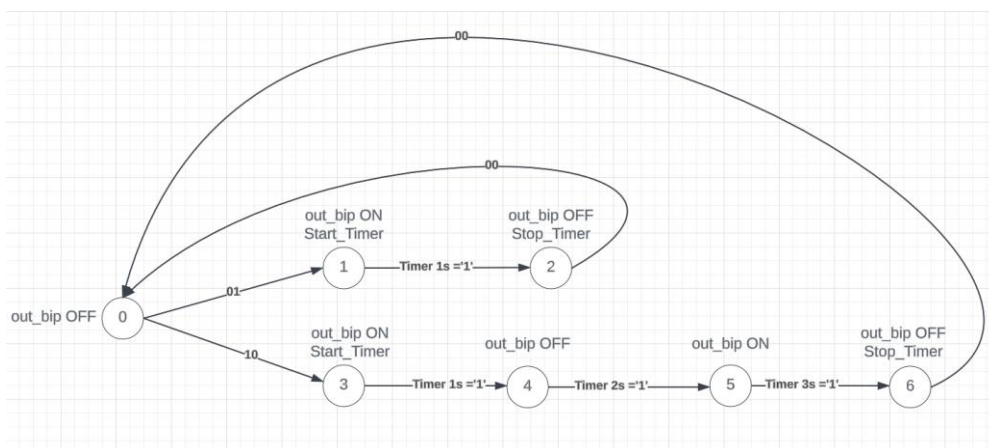 00
00
out_bip ON
Start_Timer
out_bip OFF
Stop_Timer
1
Timer 1s ='1'
2
01
out_bip OFF
0
10
out_bip ON
Start_Timer
out_bip OFF
out_bip ON
out_bip OFF
Stop_Timer
3
Timer 1s ='1'
4
Timer 2s ='1'
5
Timer 3s ='1'
6